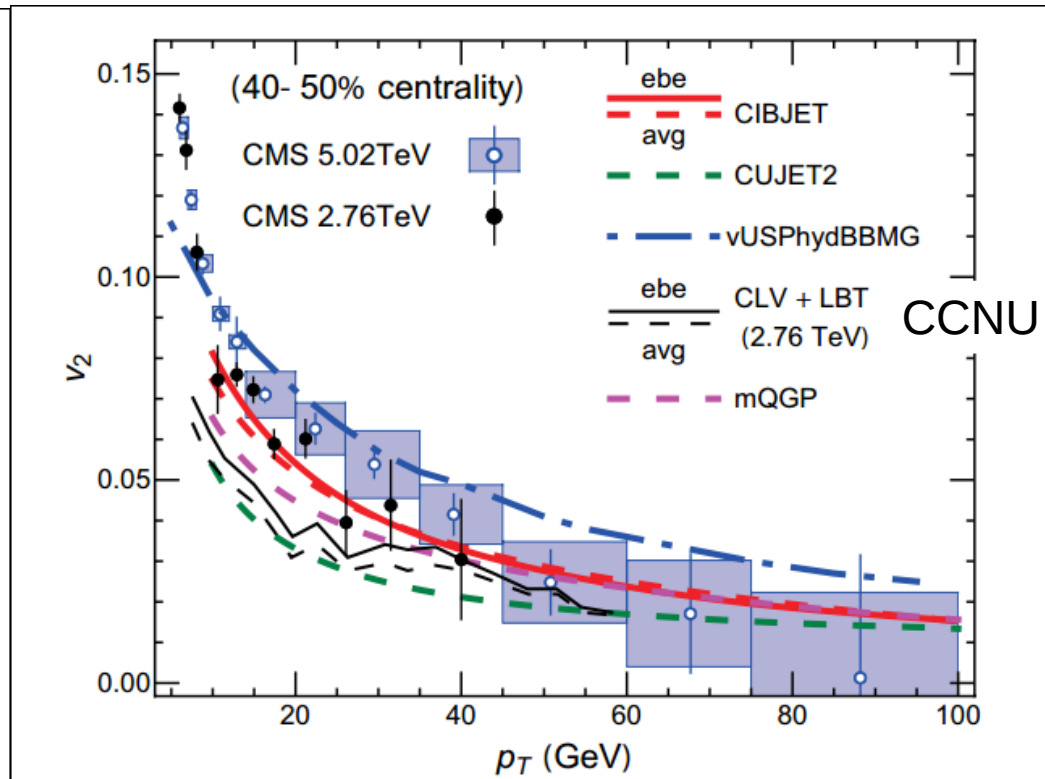 0.15
0.10
0.05
0.00
v2
(40- 50% centrality)
CMS 5.02TeV
CMS 2.76TeV
ebe
CIBJET
avg
CUJET2
vUSPhydBBMG
ebe
CLV + LBT
(2.76 TeV)
avg
CCNU
mQGP
20 40 60 80 100
pT (GeV)